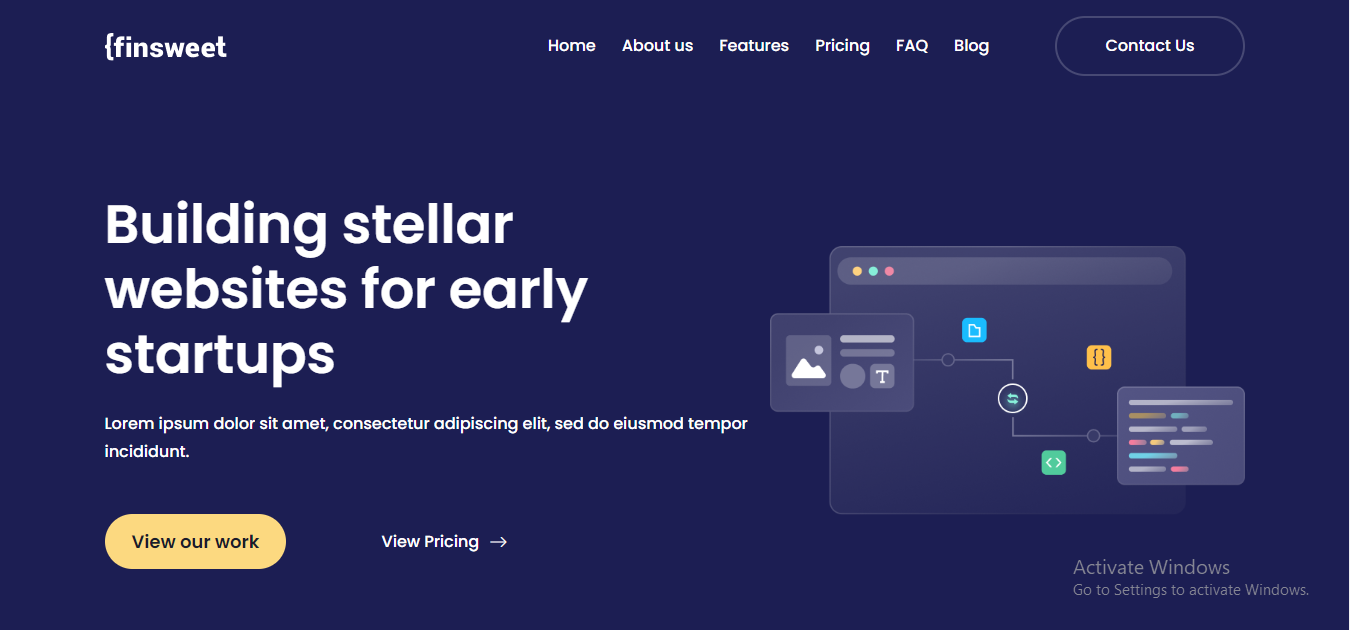 {finsweet
Home About us Features Pricing FAQ Blog Contact Us
Building stellar
websites for early
startups
Lorem ipsum dolor sit amet, consectetur adipiscing elit, sed do eiusmod tempor
incididunt.
View our work View Pricing →
T
{}
<>
Activate Windows
Go to Settings to activate Windows.